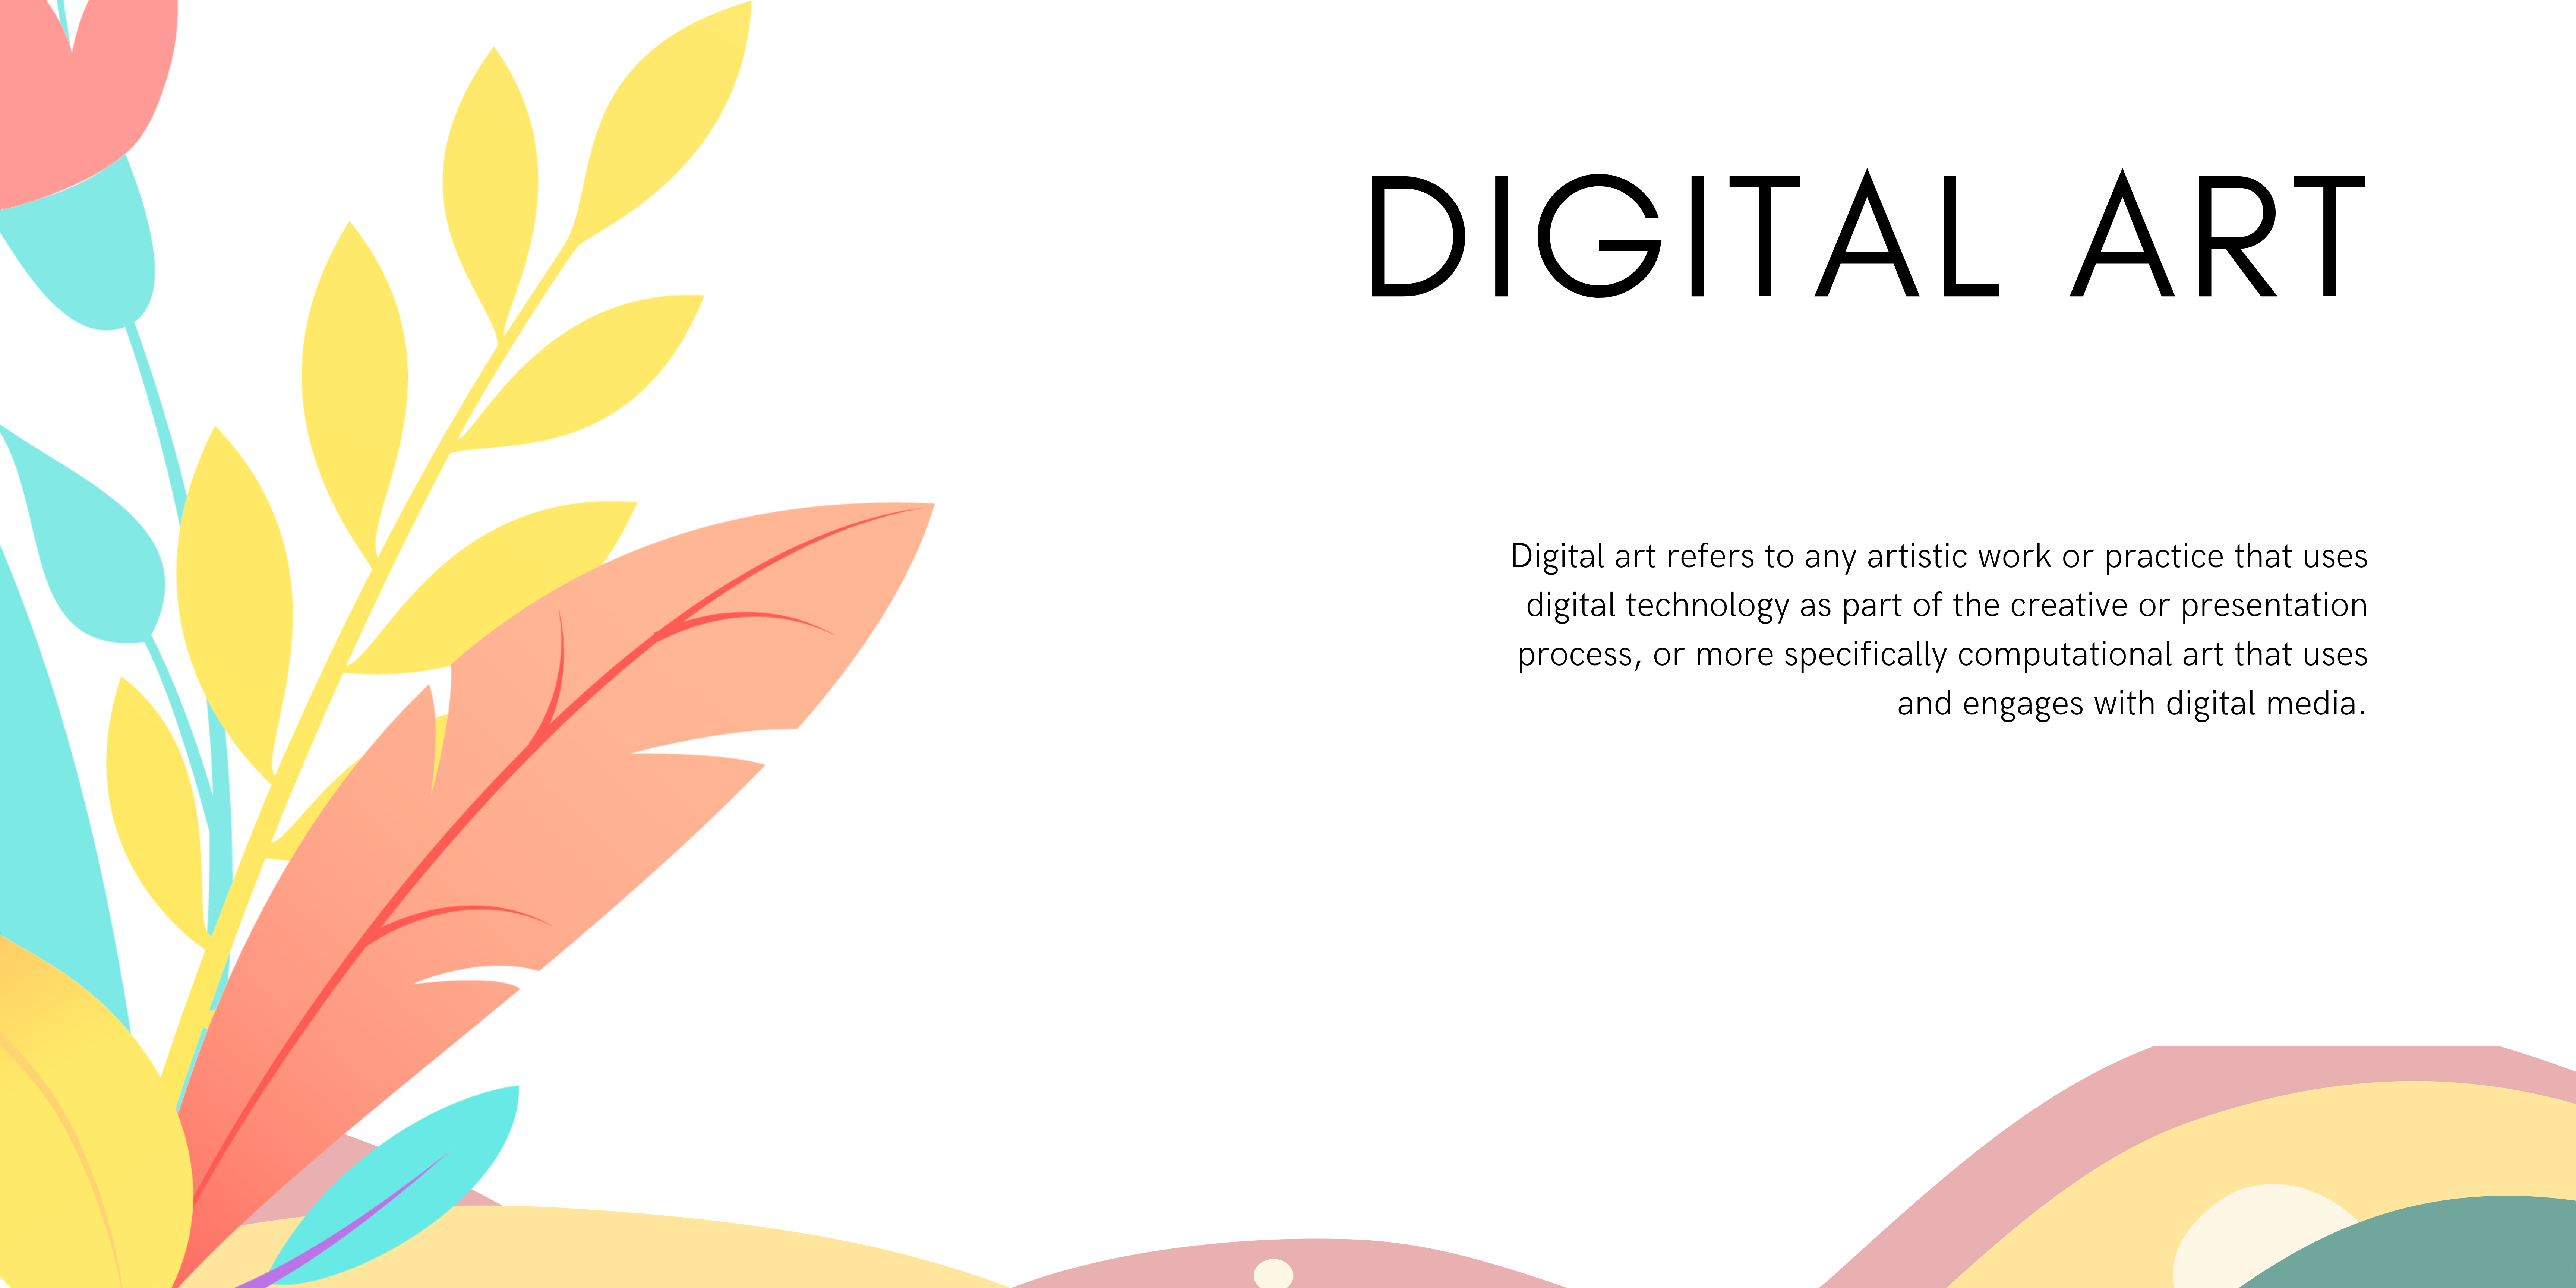 DIGITAL ART
Digital art refers to any artistic work or practice that uses
digital technology as part of the creative or presentation
process, or more specifically computational art that uses
and engages with digital media.